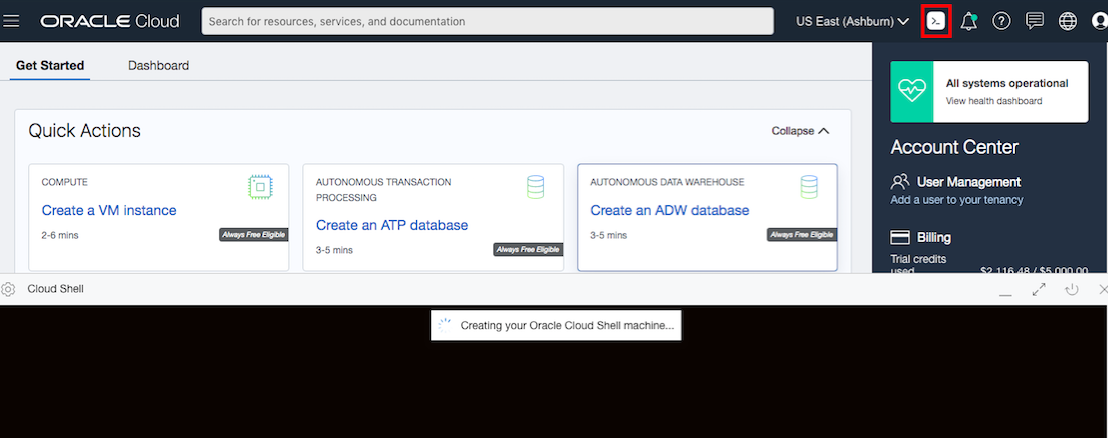 ORACLE Cloud
Search for resources, services, and documentation
US East (Ashburn)
Get Started
Dashboard
All systems operational
View health dashboard
Quick Actions
Collapse
Account Center
COMPUTE
Create a VM instance
2-6 mins
Always Free Eligible
AUTONOMOUS TRANSACTION
PROCESSING
Create an ATP database
3-5 mins
Always Free Eligible
AUTONOMOUS DATA WAREHOUSE
Create an ADW database
3-5 mins
Always Free Eligible
User Management
Add a user to your tenancy
Billing
Trial credits
used
$2,116.48 / $5,000.00
Cloud Shell
Creating your Oracle Cloud Shell machine...